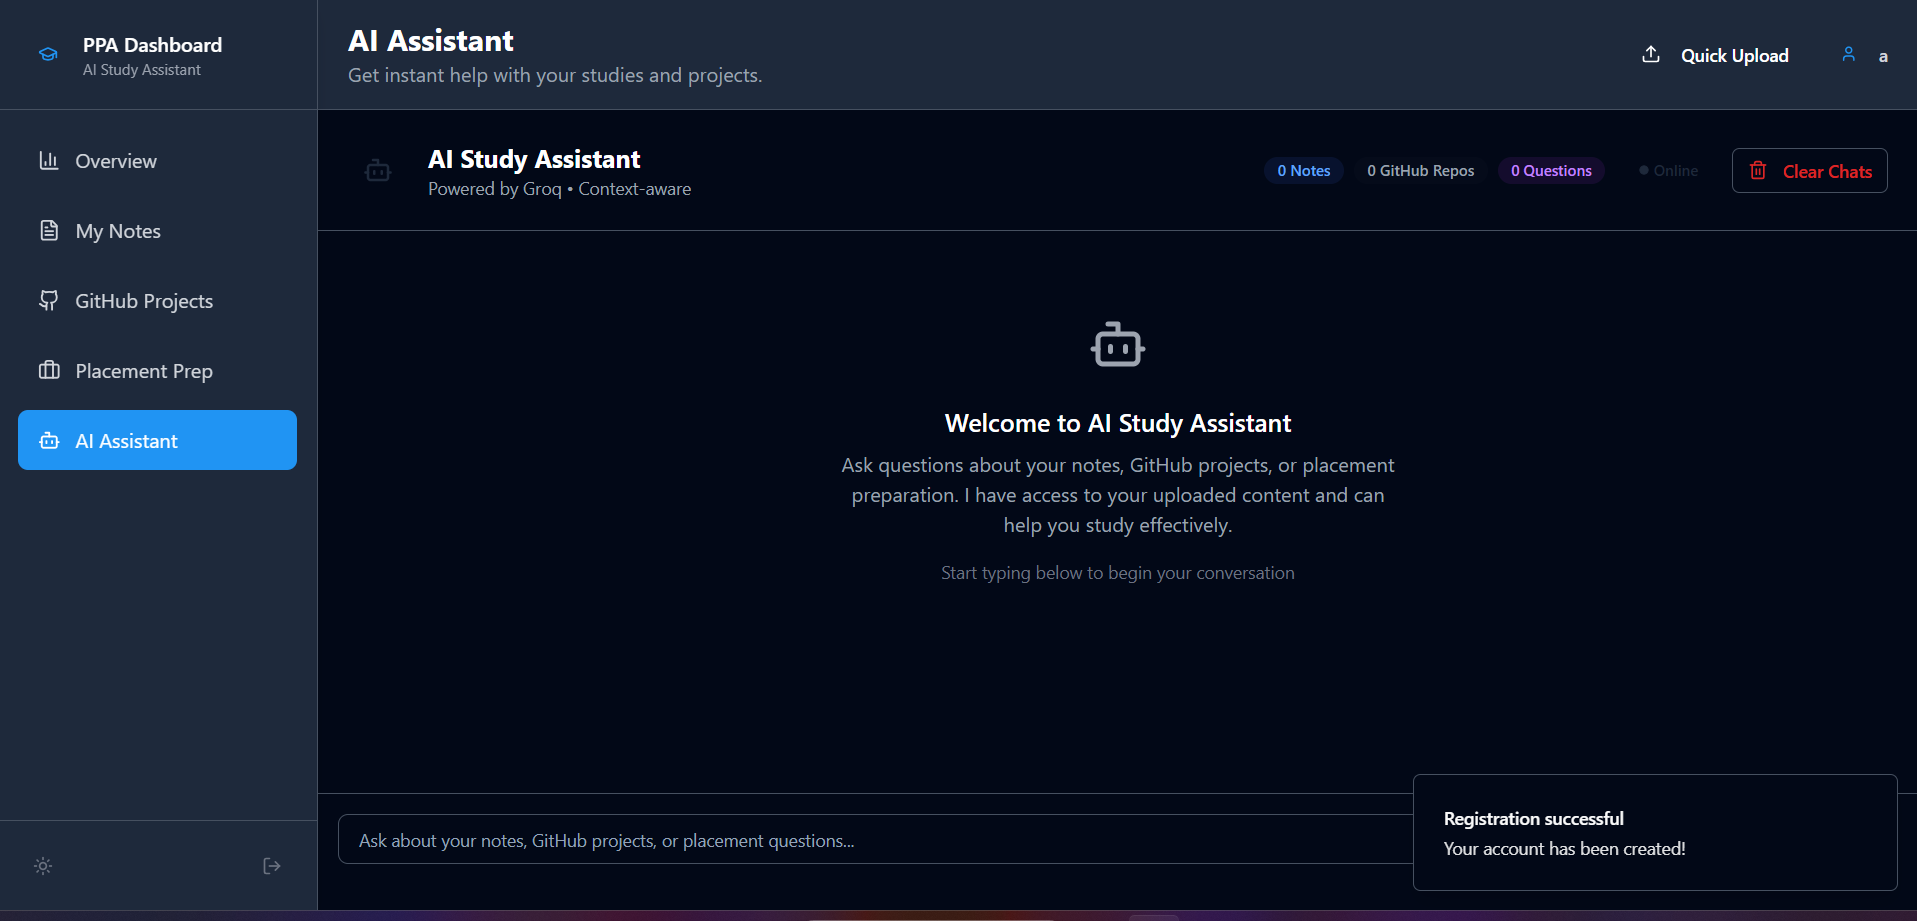 PPA Dashboard
AI Study Assistant
Overview
My Notes
GitHub Projects
Placement Prep
AI Assistant
AI Assistant
Get instant help with your studies and projects.
Quick Upload
a
AI Study Assistant
Powered by Groq • Context-aware
0 Notes
0 GitHub Repos
0 Questions
Online
Clear Chats
Welcome to AI Study Assistant
Ask questions about your notes, GitHub projects, or placement
preparation. I have access to your uploaded content and can
help you study effectively.
Start typing below to begin your conversation
Ask about your notes, GitHub projects, or placement questions...
Registration successful
Your account has been created!